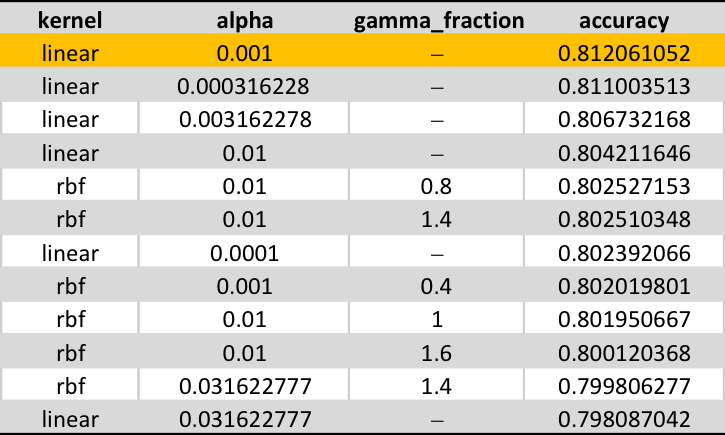 kernel alpha gamma_fraction accuracy
linear 0.001 – 0.812061052
linear 0.000316228 – 0.811003513
linear 0.003162278 – 0.806732168
linear 0.01 – 0.804211646
rbf 0.01 0.8 0.802527153
rbf 0.01 1.4 0.802510348
linear 0.0001 – 0.802392066
rbf 0.001 0.4 0.802019801
rbf 0.01 1 0.801950667
rbf 0.01 1.6 0.800120368
rbf 0.031622777 1.4 0.799806277
linear 0.031622777 – 0.798087042